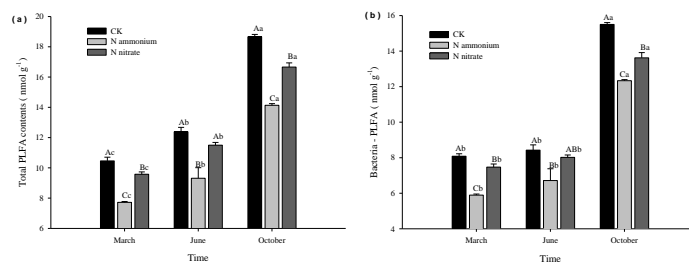 (a)
CK
N ammonium
N nitrate
Total PLFA contents ( nmol g-1)
20
18
16
14
12
10
8
6
Ac
Cc
Bc
Ab
Bb
Ab
Aa
Ca
Ba
March
June
October
Time
(b)
CK
N ammonium
N nitrate
Bacteria - PLFA ( nmol g-1)
16
14
12
10
8
6
4
Ab
Cb
Bb
Ab
Bb
ABb
Aa
Ca
Ba
March
June
October
Time